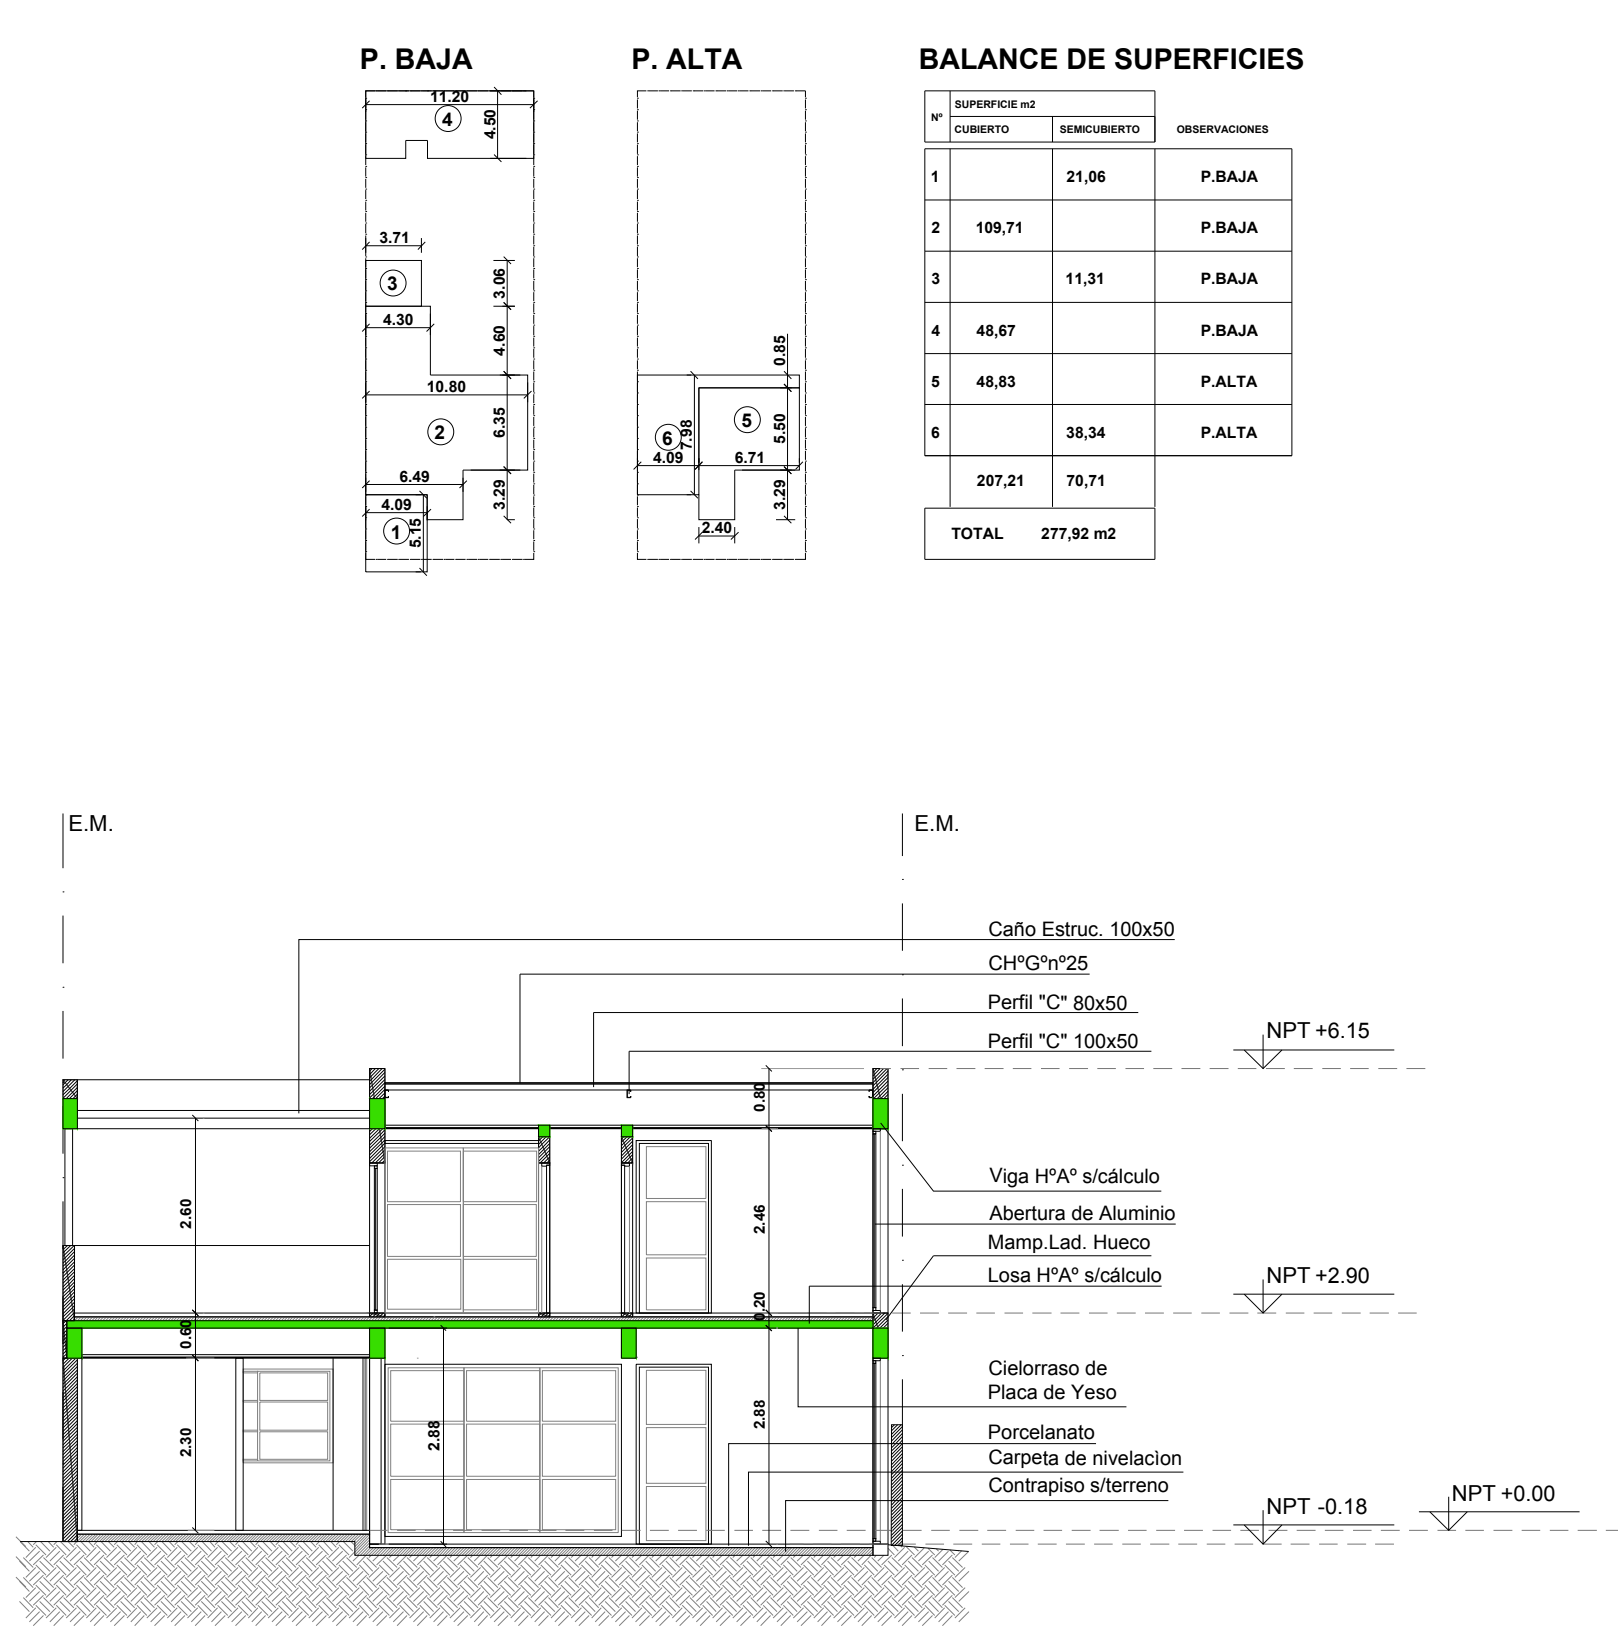 P. BAJA
11.20
4
4.50
3.71
3
3.06
4.30
4.60
10.80
2
6.35
6.49
4.09
3.29
1
5.15
P. ALTA
0.85
5
5.50
6
7.98
4.09
6.71
3.29
2.40
BALANCE DE SUPERFICIES
Nº
SUPERFICIE m2
CUBIERTO SEMICUBIERTO OBSERVACIONES
1 21,06 P.BAJA
2 109,71 P.BAJA
3 11,31 P.BAJA
4 48,67 P.BAJA
5 48,83 P.ALTA
6 38,34 P.ALTA
207,21 70,71
TOTAL 277,92 m2
E.M.
E.M.
Caño Estruc. 100x50
CHºGºnº25
Perfil "C" 80x50
Perfil "C" 100x50
NPT +6.15
0.80
Viga HºAº s/cálculo
2.60
2.46
Abertura de Aluminio
Mamp.Lad. Hueco
Losa HºAº s/cálculo
NPT +2.90
0.20
0.60
Cielorraso de
Placa de Yeso
2.30
2.88
2.88
Porcelanato
Carpeta de nivelacìon
Contrapiso s/terreno
NPT -0.18
NPT +0.00